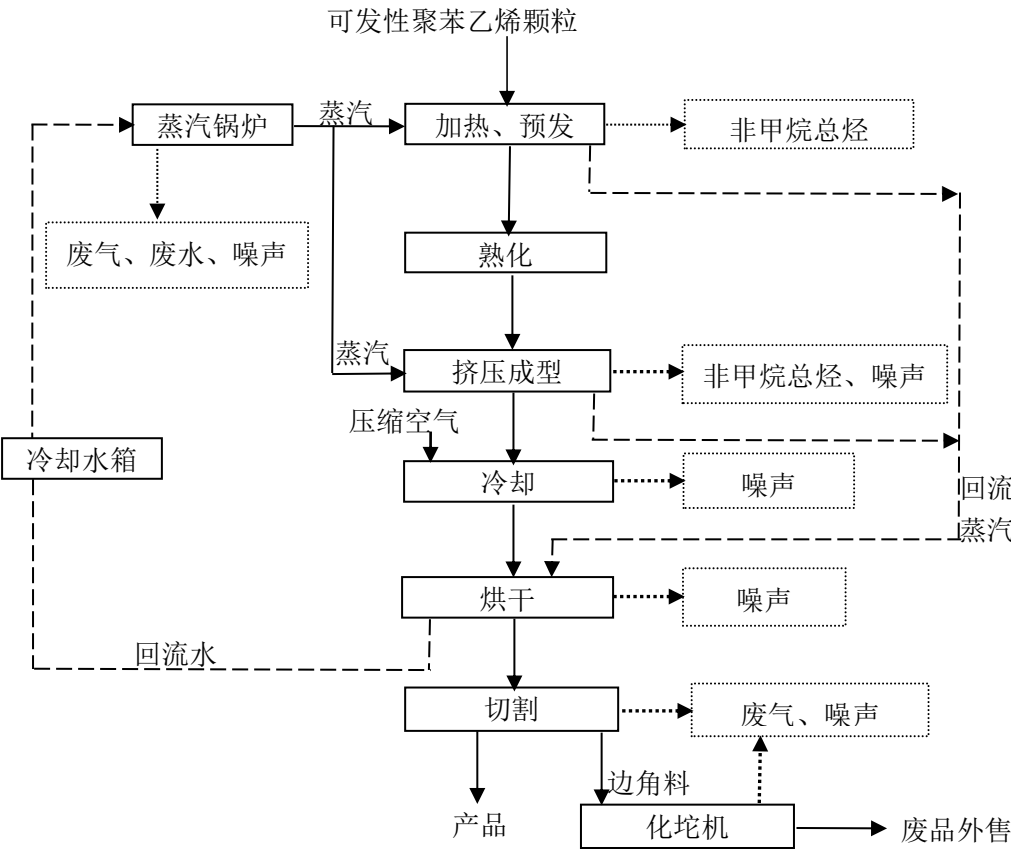 可发性聚苯乙烯颗粒
蒸汽锅炉
蒸汽
加热、预发
非甲烷总烃
废气、废水、噪声
熟化
蒸汽
挤压成型
非甲烷总烃、噪声
压缩空气
冷却水箱
冷却
噪声
回流
蒸汽
烘干
噪声
回流水
切割
废气、噪声
边角料
产品
化坨机
废品外售